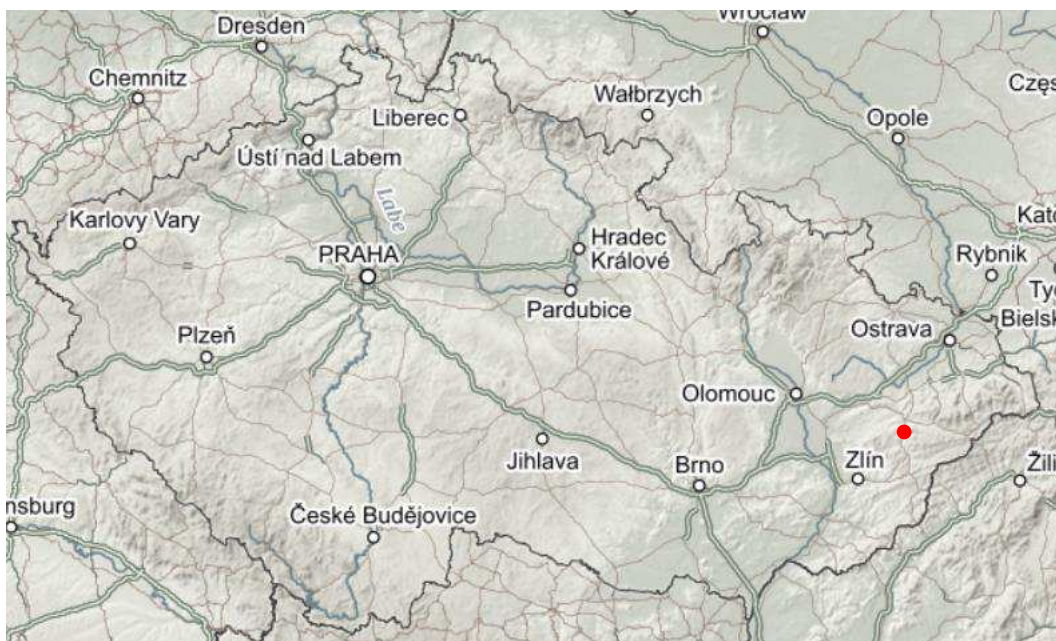 Dresden
Wrocław
Chemnitz
Częs
Wałbrzych
Liberec
Opole
Ústí nad Labem
Labe
Karlovy Vary
Kato
PRAHA
Hradec
Králové
Rybnik
Pardubice
Tyc
Bielsk
Plzeň
Ostrava
Olomouc
Jihlava
Brno
Zlín
Žili
nsburg
České Budějovice